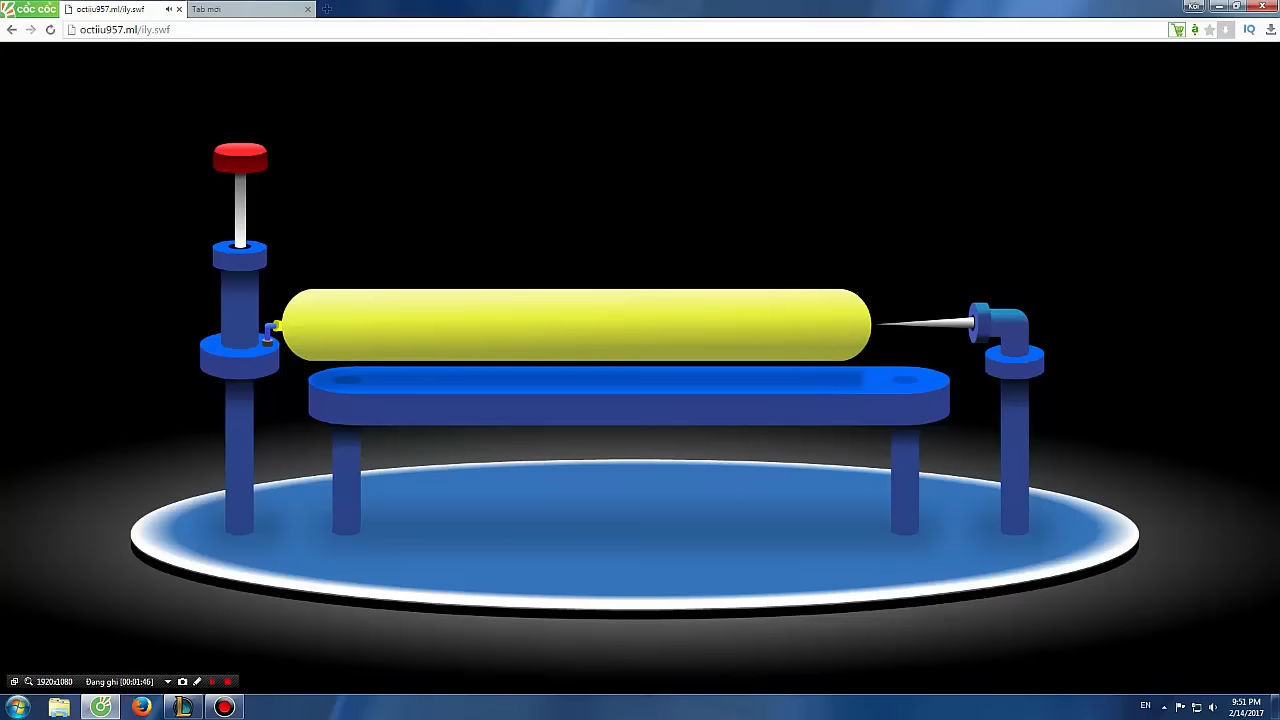 CỐC CỐC
octiiu957.ml/ily.swf
Tab mới
Koi
octiiu957.ml/ily.swf
IQ
1920x1080
Đang ghi [00:01:46]
EN
9:51 PM
2/14/2017